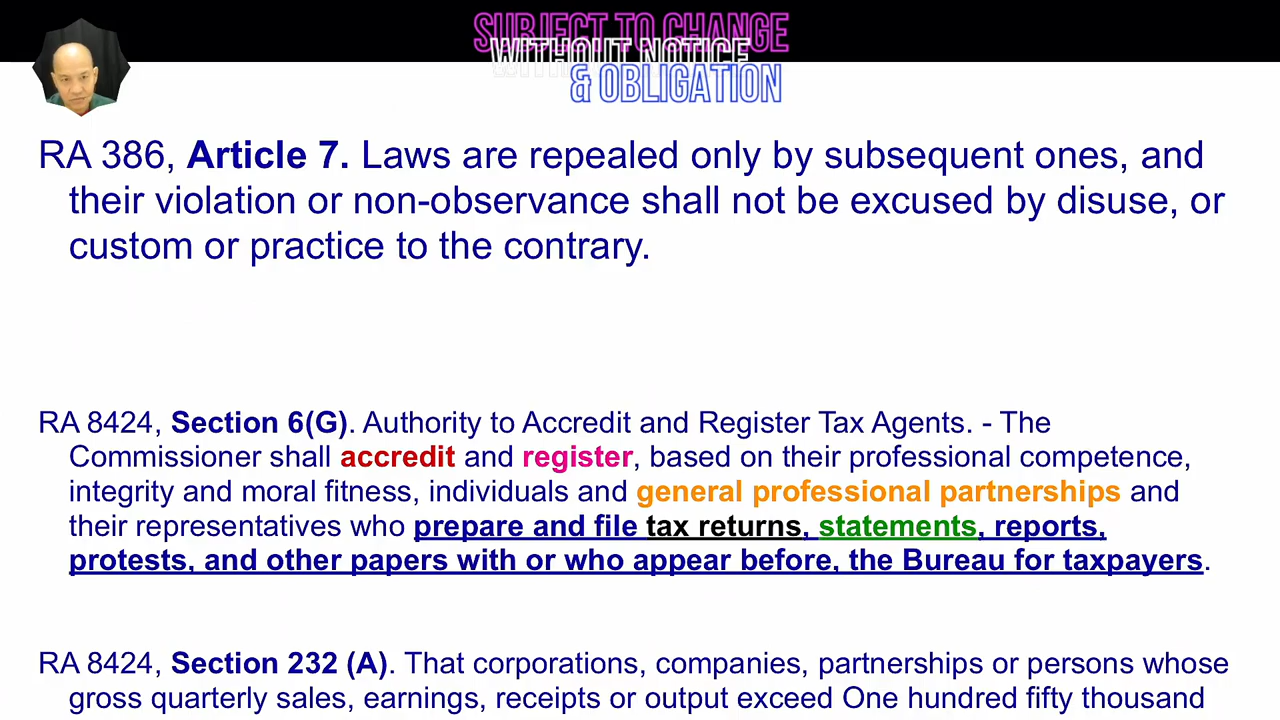 SUBJECT TO CHANGE
WITHOUT NOTICE
& OBLIGATION
RA 386, Article 7. Laws are repealed only by subsequent ones, and
their violation or non-observance shall not be excused by disuse, or
custom or practice to the contrary.
RA 8424, Section 6(G). Authority to Accredit and Register Tax Agents. - The
Commissioner shall accredit and register, based on their professional competence,
integrity and moral fitness, individuals and general professional partnerships and
their representatives who prepare and file tax returns, statements, reports,
protests, and other papers with or who appear before, the Bureau for taxpayers.
RA 8424, Section 232 (A). That corporations, companies, partnerships or persons whose
gross quarterly sales, earnings, receipts or output exceed One hundred fifty thousand